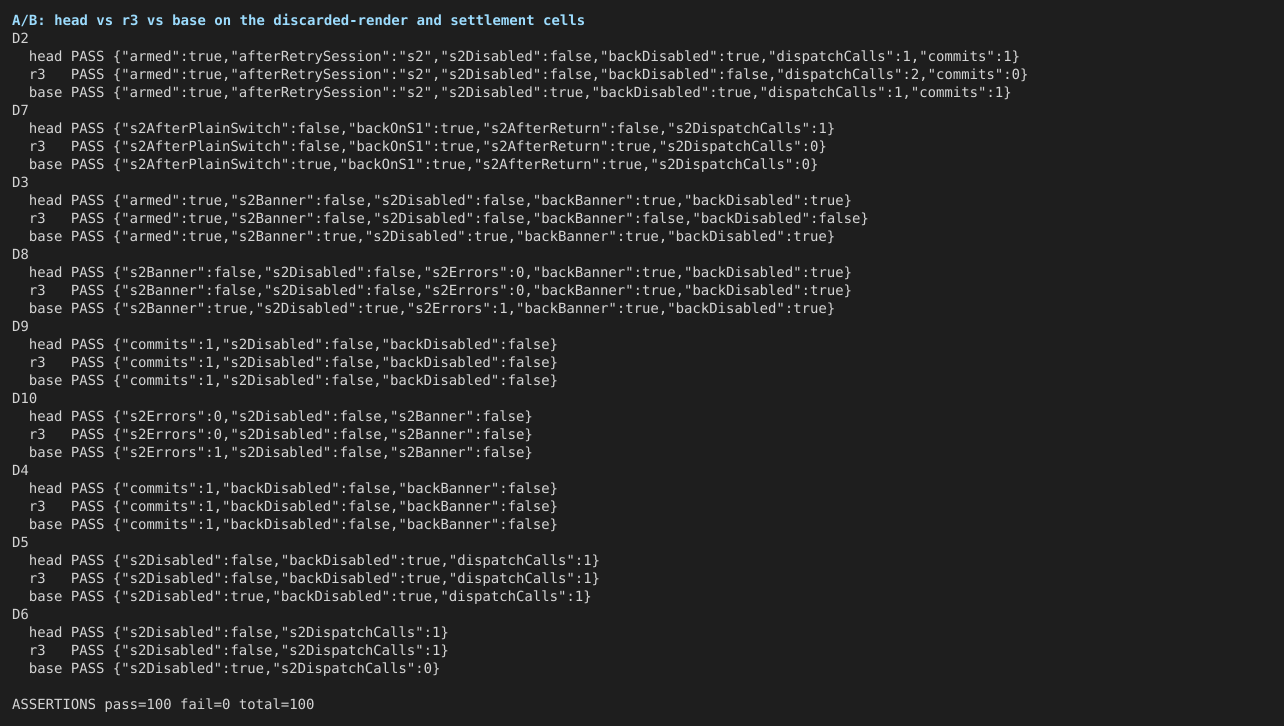 A/B: head vs r3 vs base on the discarded-render and settlement cells
D2
  head PASS {"armed":true,"afterRetrySession":"s2","s2Disabled":false,"backDisabled":true,"dispatchCalls":1,"commits":1}
  r3   PASS {"armed":true,"afterRetrySession":"s2","s2Disabled":false,"backDisabled":false,"dispatchCalls":2,"commits":0}
  base PASS {"armed":true,"afterRetrySession":"s2","s2Disabled":true,"backDisabled":true,"dispatchCalls":1,"commits":1}
D7
  head PASS {"s2AfterPlainSwitch":false,"backOnS1":true,"s2AfterReturn":false,"s2DispatchCalls":1}
  r3   PASS {"s2AfterPlainSwitch":false,"backOnS1":true,"s2AfterReturn":true,"s2DispatchCalls":0}
  base PASS {"s2AfterPlainSwitch":true,"backOnS1":true,"s2AfterReturn":true,"s2DispatchCalls":0}
D3
  head PASS {"armed":true,"s2Banner":false,"s2Disabled":false,"backBanner":true,"backDisabled":true}
  r3   PASS {"armed":true,"s2Banner":false,"s2Disabled":false,"backBanner":false,"backDisabled":false}
  base PASS {"armed":true,"s2Banner":true,"s2Disabled":true,"backBanner":true,"backDisabled":true}
D8
  head PASS {"s2Banner":false,"s2Disabled":false,"s2Errors":0,"backBanner":true,"backDisabled":true}
  r3   PASS {"s2Banner":false,"s2Disabled":false,"s2Errors":0,"backBanner":true,"backDisabled":true}
  base PASS {"s2Banner":true,"s2Disabled":true,"s2Errors":1,"backBanner":true,"backDisabled":true}
D9
  head PASS {"commits":1,"s2Disabled":false,"backDisabled":false}
  r3   PASS {"commits":1,"s2Disabled":false,"backDisabled":false}
  base PASS {"commits":1,"s2Disabled":false,"backDisabled":false}
D10
  head PASS {"s2Errors":0,"s2Disabled":false,"s2Banner":false}
  r3   PASS {"s2Errors":0,"s2Disabled":false,"s2Banner":false}
  base PASS {"s2Errors":1,"s2Disabled":false,"s2Banner":false}
D4
  head PASS {"commits":1,"backDisabled":false,"backBanner":false}
  r3   PASS {"commits":1,"backDisabled":false,"backBanner":false}
  base PASS {"commits":1,"backDisabled":false,"backBanner":false}
D5
  head PASS {"s2Disabled":false,"backDisabled":true,"dispatchCalls":1}
  r3   PASS {"s2Disabled":false,"backDisabled":true,"dispatchCalls":1}
  base PASS {"s2Disabled":true,"backDisabled":true,"dispatchCalls":1}
D6
  head PASS {"s2Disabled":false,"s2DispatchCalls":1}
  r3   PASS {"s2Disabled":false,"s2DispatchCalls":1}
  base PASS {"s2Disabled":true,"s2DispatchCalls":0}
ASSERTIONS pass=100 fail=0 total=100